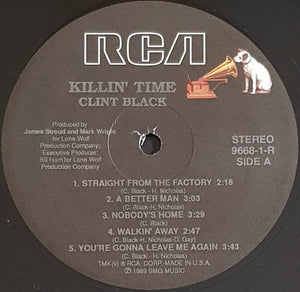 RCA
KILLIN' TIME
CLINT BLACK
Produced by
James Stroud and Mark Wright
for Lone Wolf
Production Company;
Executive Producer:
Bill Ham for Lone Wolf
Production Company
STEREO
9668-1-R
SIDE A
1. STRAIGHT FROM THE FACTORY 2:18
(C. Black-H. Nicholas)
2. A BETTER MAN 3:03
(C. Black-H. Nicholas)
3. NOBODY'S HOME 3:29
(C. Black)
4. WALKIN' AWAY 2:47
(C. Black-H. Nicholas D. Gay)
5. YOU'RE GONNA LEAVE ME AGAIN 3:43
(C. Black-H. Nicholas)
TMK(s) ® RCA CORP.-MADE IN U.S.A.
℗ 1989 BMG MUSIC